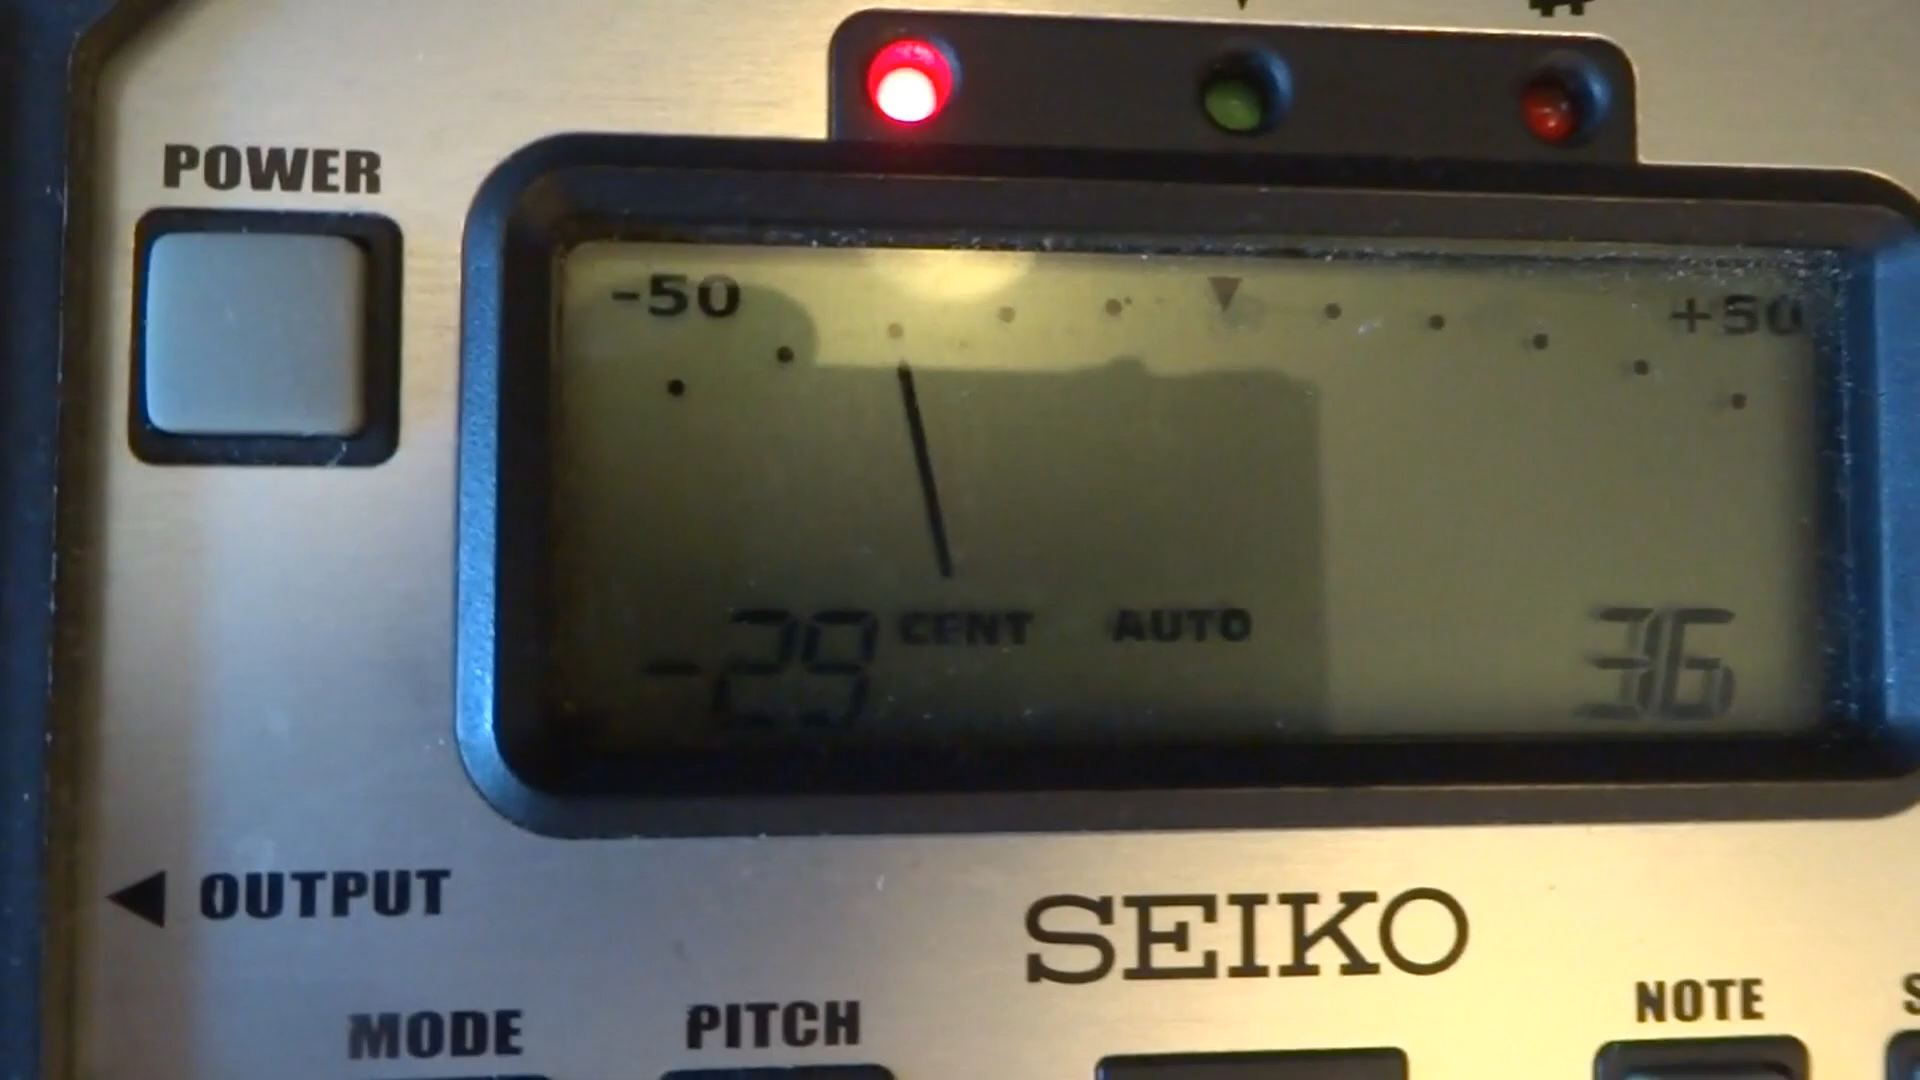 POWER
-50 +50
-29 CENT AUTO 36
OUTPUT
SEIKO
MODE PITCH NOTE